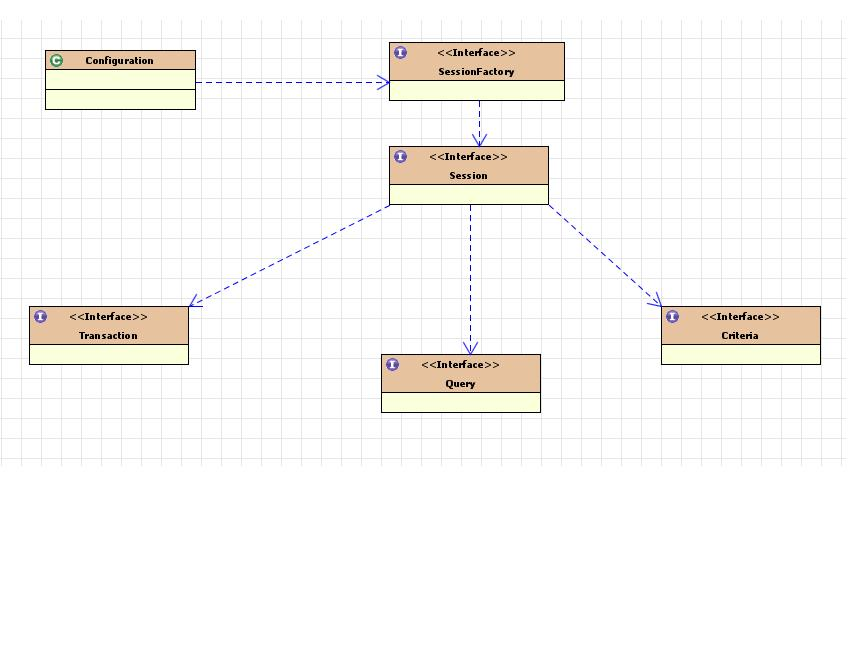 C
Configuration
I
<<Interface>>
SessionFactory
I
<<Interface>>
Session
I
<<Interface>>
Transaction
I
<<Interface>>
Query
I
<<Interface>>
Criteria